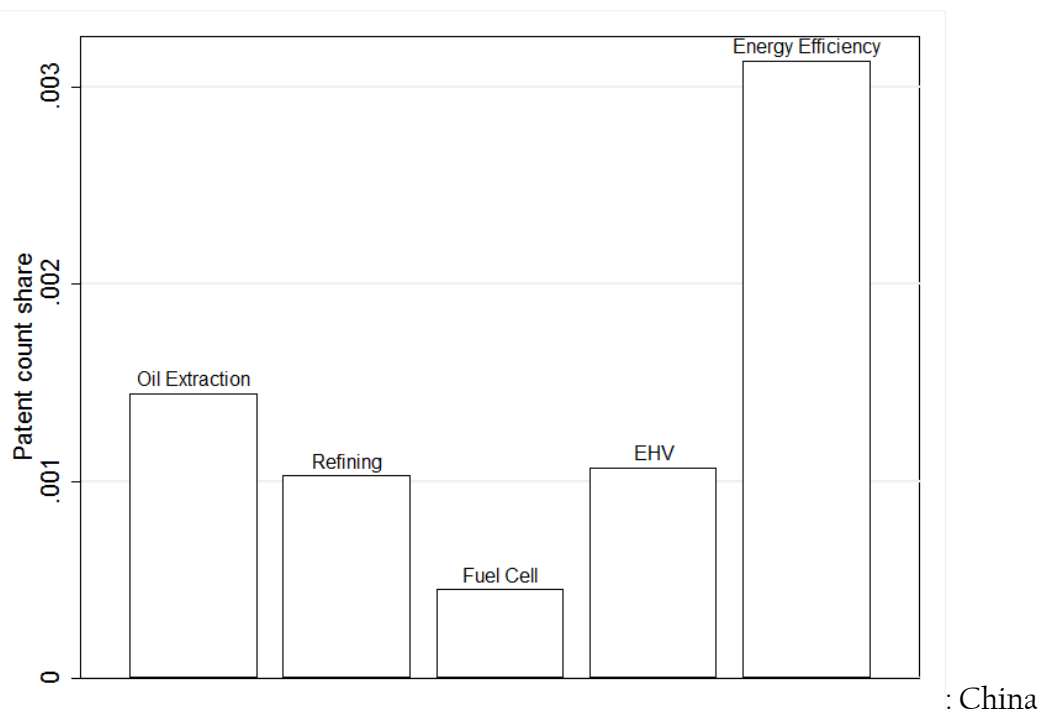 Energy Efficiency
.003
.002
Patent count share
Oil Extraction
Refining
EHV
.001
Fuel Cell
0
: China